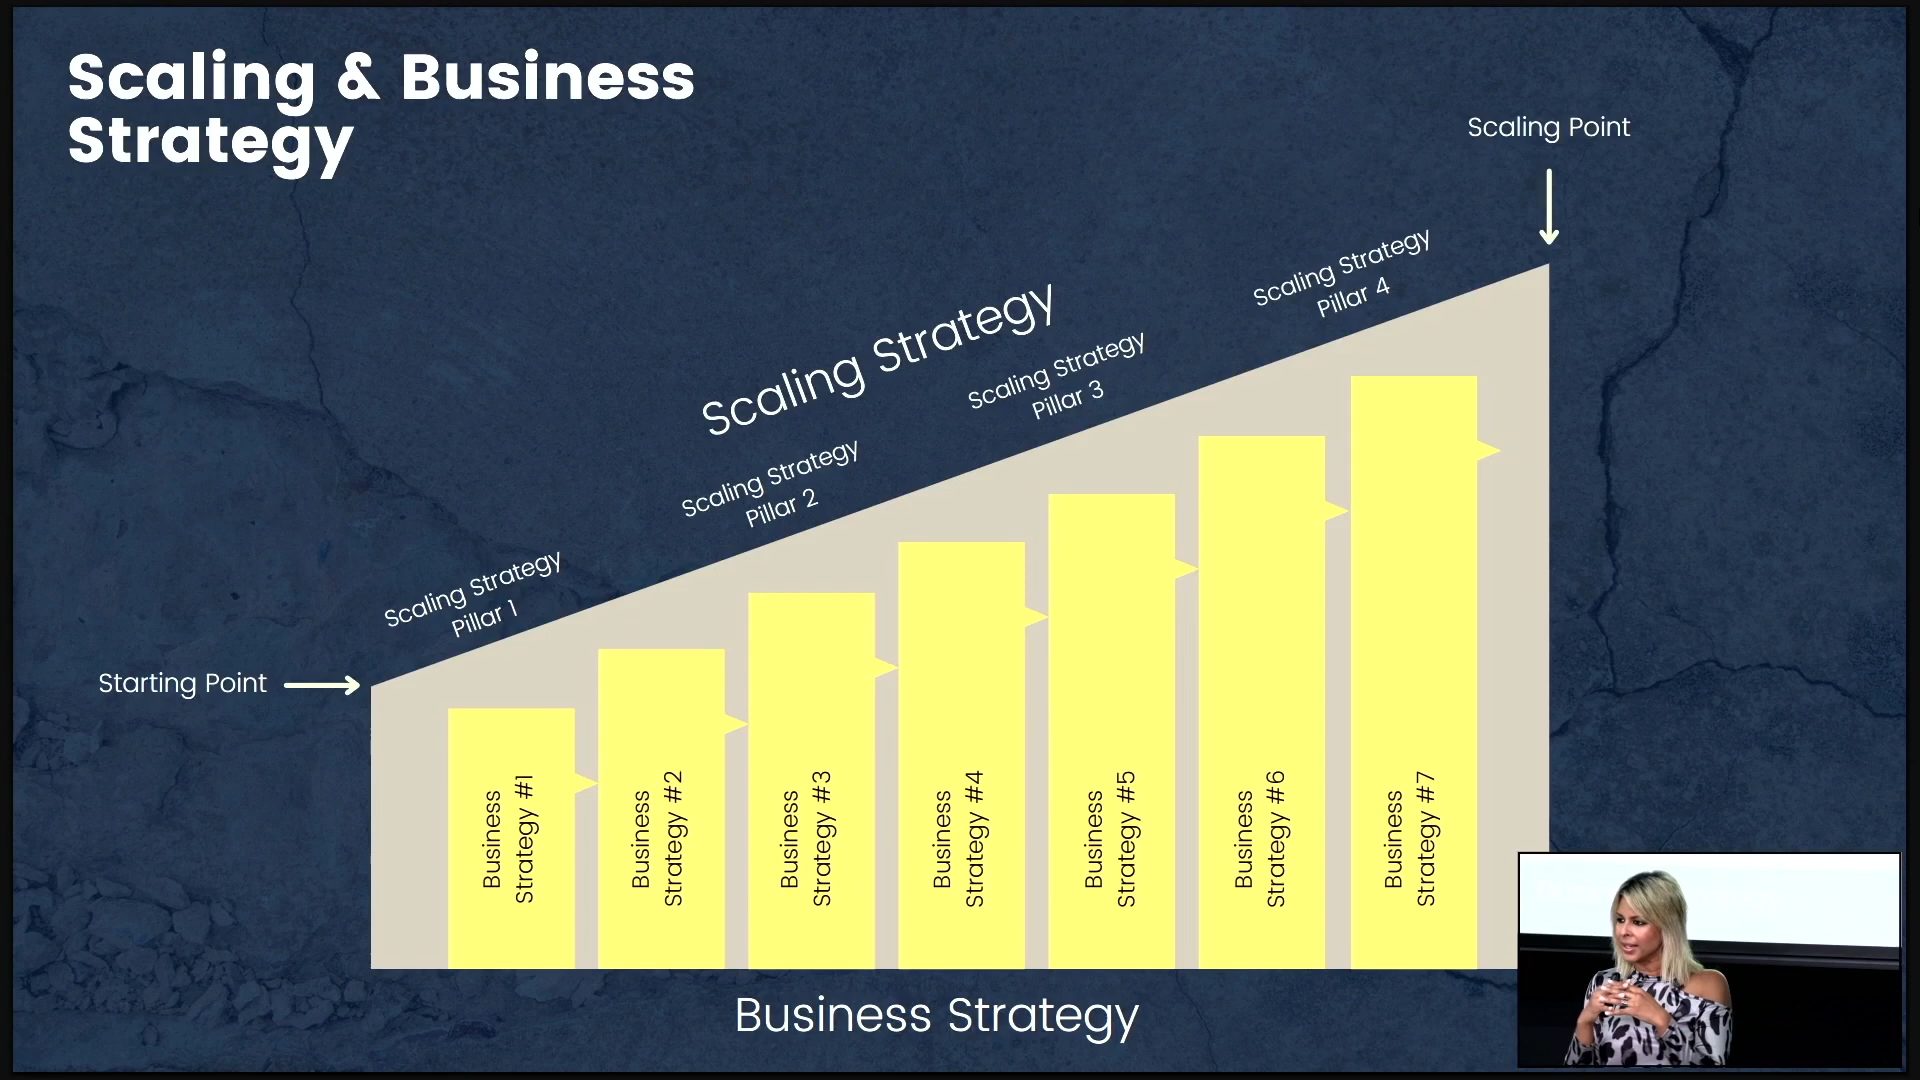 Scaling & Business
Strategy
Scaling Point
Scaling Strategy
Pillar 4
Scaling Strategy
Scaling Strategy
Pillar 3
Scaling Strategy
Pillar 2
Scaling Strategy
Pillar 1
Starting Point
Business
Strategy #1
Business
Strategy #2
Business
Strategy #3
Business
Strategy #4
Business
Strategy #5
Business
Strategy #6
Business
Strategy #7
Business Strategy